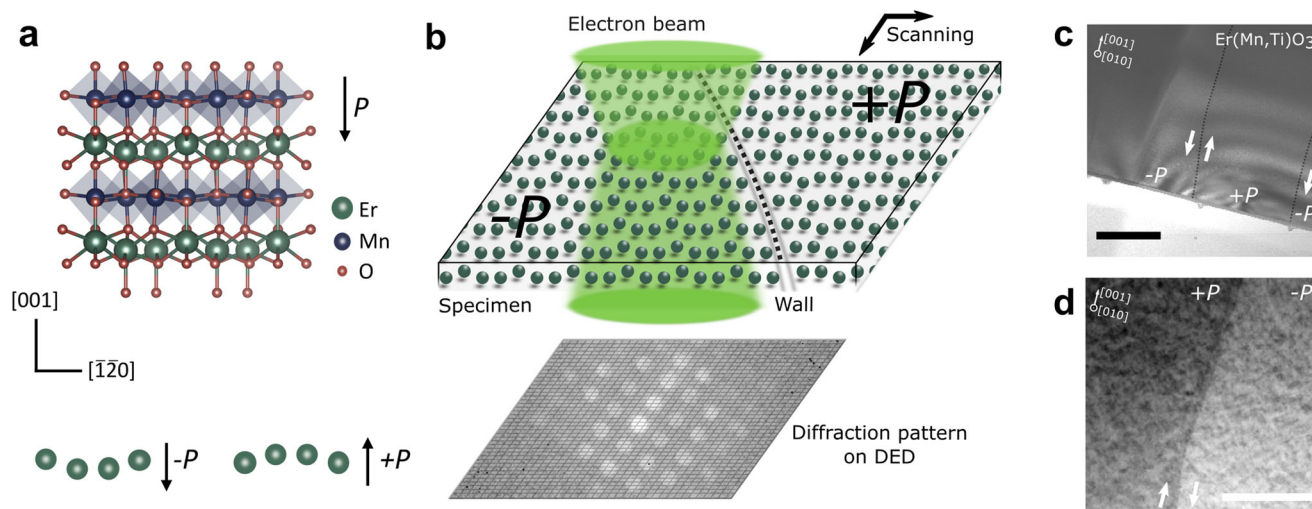 a
P
Er
Mn
O
[001]
[1̅2̅0]
-P
+P
b
Electron beam
Scanning
+P
-P
Specimen
Wall
Diffraction pattern
on DED
c
[001]
[010]
Er(Mn,Ti)O3
-P
+P
-P
d
[001]
[010]
+P
-P